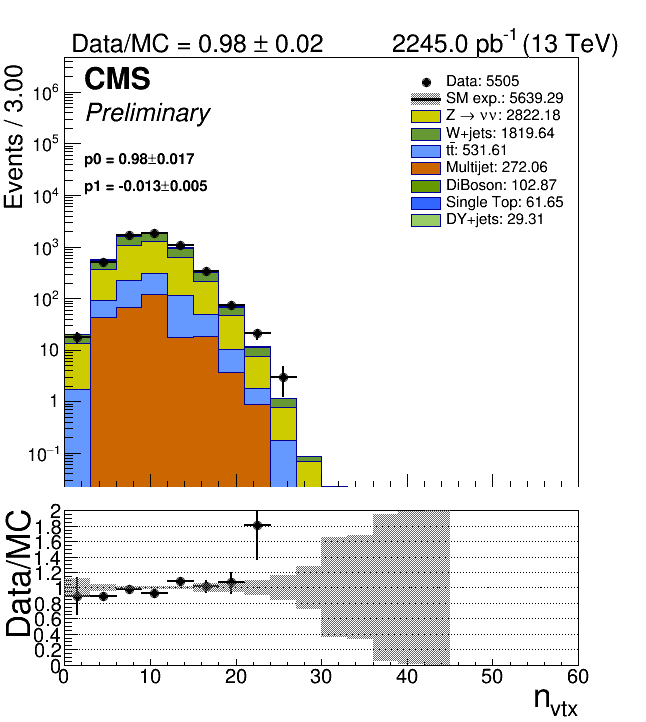 Data/MC = 0.98 ± 0.02 2245.0 pb⁻¹ (13 TeV)
Events / 3.00
CMS
Preliminary
p0 = 0.98±0.017
p1 = -0.013±0.005
Data: 5505
SM exp.: 5639.29
Z → νν: 2822.18
W+jets: 1819.64
tt̄: 531.61
Multijet: 272.06
DiBoson: 102.87
Single Top: 61.65
DY+jets: 29.31
10⁶
10⁵
10⁴
10³
10²
10
1
10⁻¹
Data/MC
2
1.8
1.6
1.4
1.2
1
0.8
0.6
0.4
0.2
0
0 10 20 30 40 50 60
n_vtx